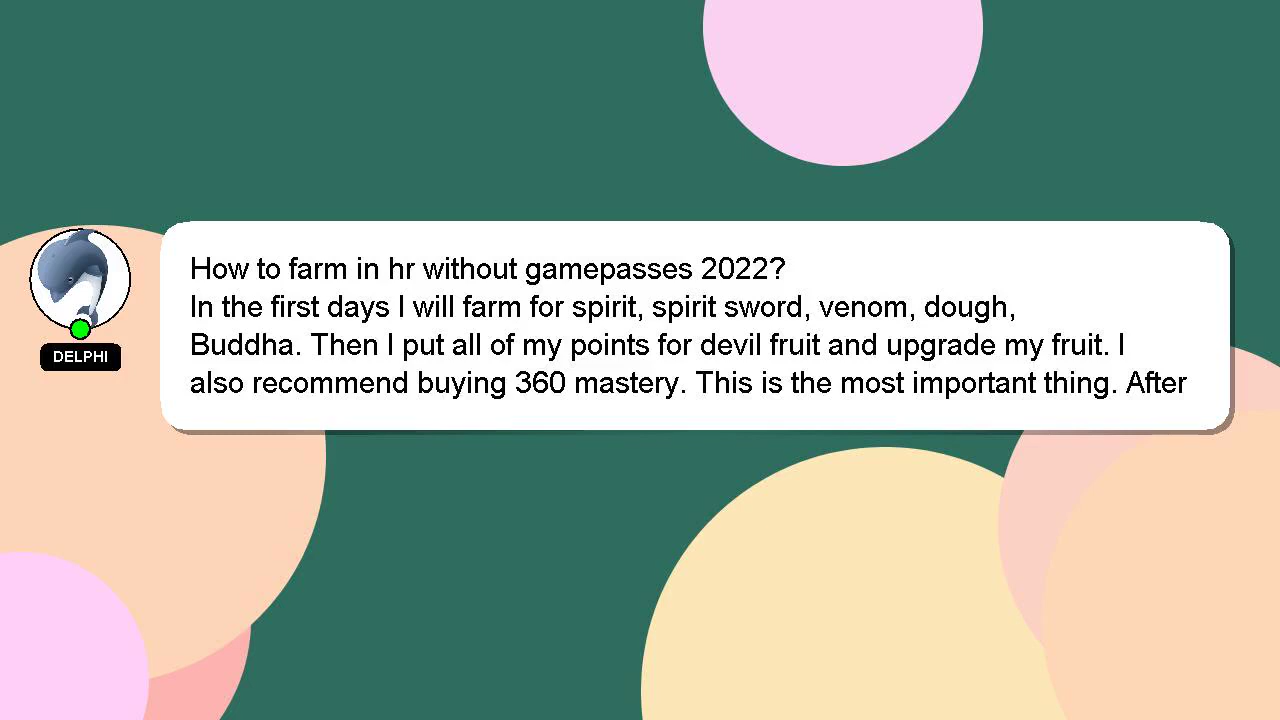 DELPHI
How to farm in hr without gamepasses 2022?
In the first days I will farm for spirit, spirit sword, venom, dough,
Buddha. Then I put all of my points for devil fruit and upgrade my fruit. I
also recommend buying 360 mastery. This is the most important thing. After